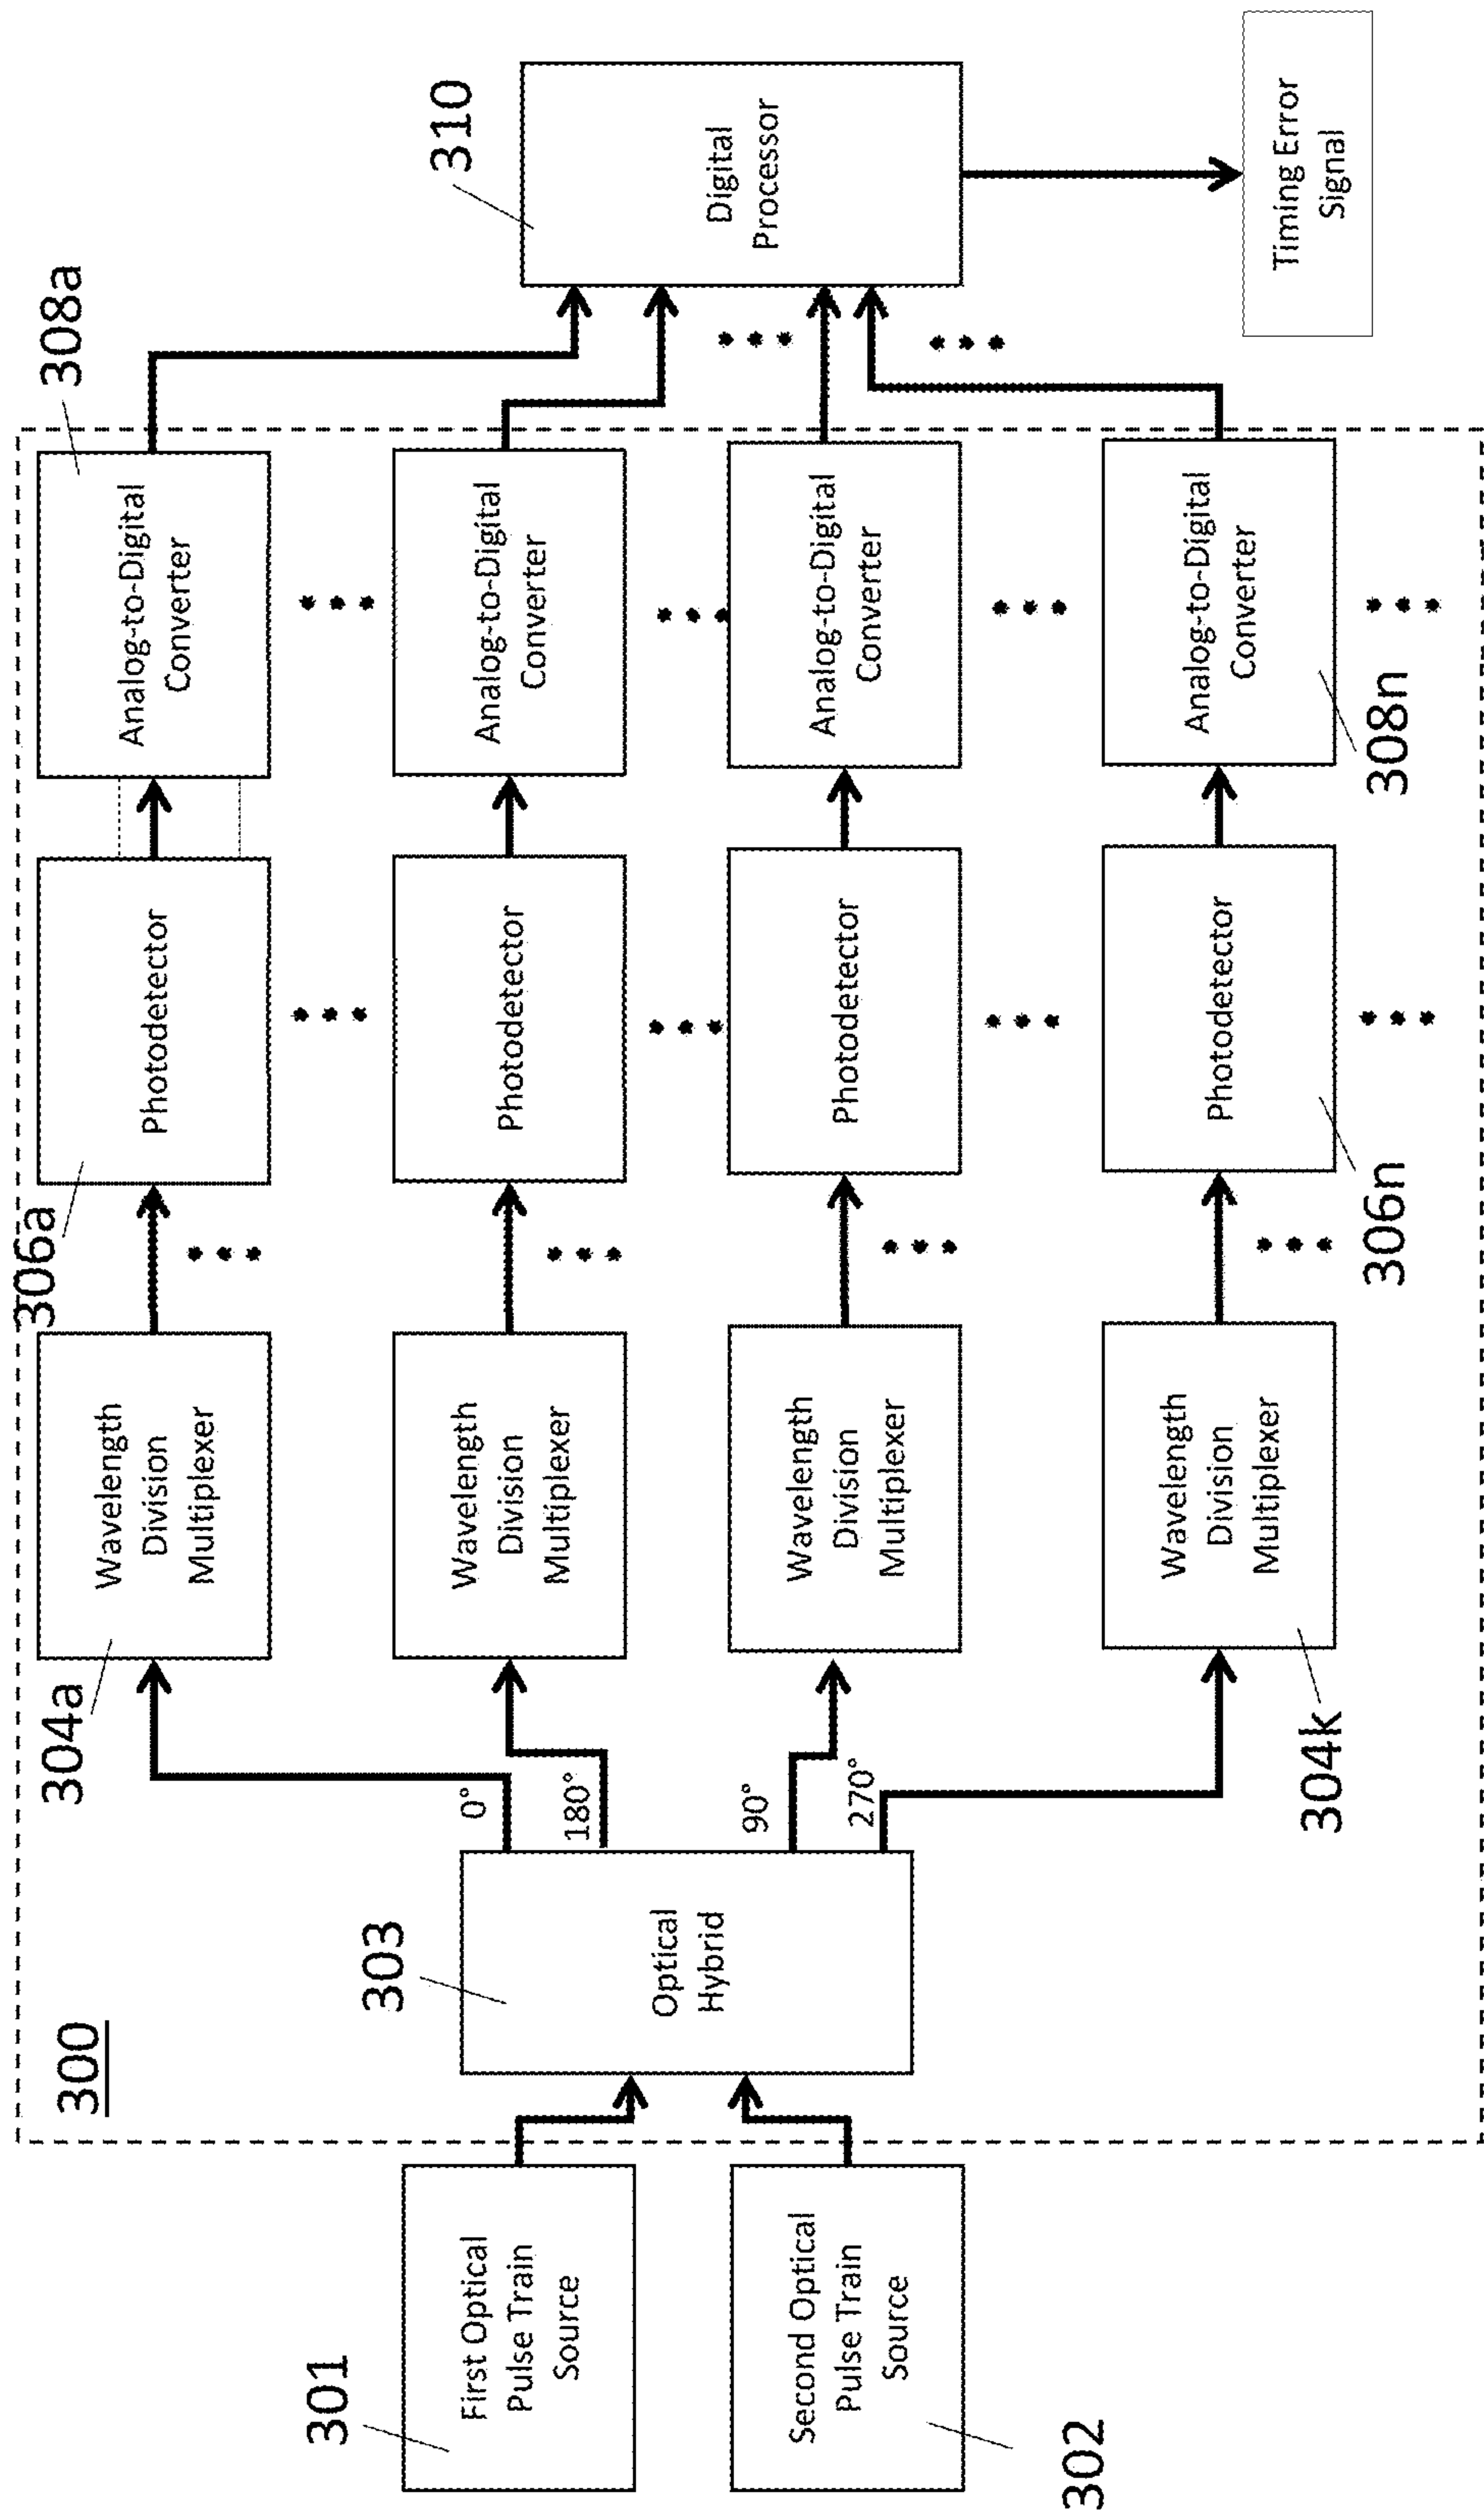 300
301
First Optical
Pulse Train
Source
302
Second Optical
Pulse Train
Source
303
Optical
Hybrid
0°
180°
90°
270°
304a
Wavelength
Division
Multiplexer
306a
Photodetector
308a
Analog-to-Digital
Converter
Wavelength
Division
Multiplexer
Photodetector
Analog-to-Digital
Converter
Wavelength
Division
Multiplexer
Photodetector
Analog-to-Digital
Converter
304k
Wavelength
Division
Multiplexer
306n
Photodetector
308n
Analog-to-Digital
Converter
310
Digital
Processor
Timing Error
Signal